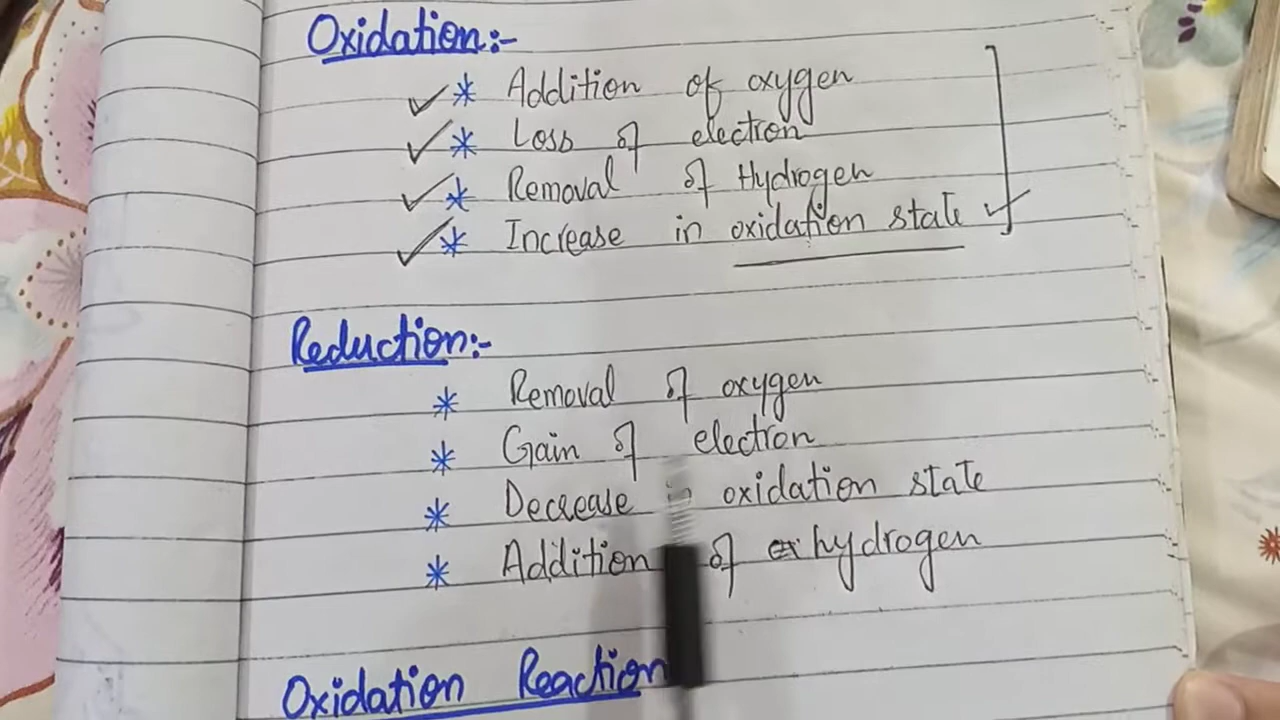 Oxidation:-
* Addition of oxygen
* Loss of electron
* Removal of Hydrogen
* Increase in oxidation state
Reduction:-
* Removal of oxygen
* Gain of electron
* Decrease in oxidation state
* Addition of hydrogen
Oxidation Reaction